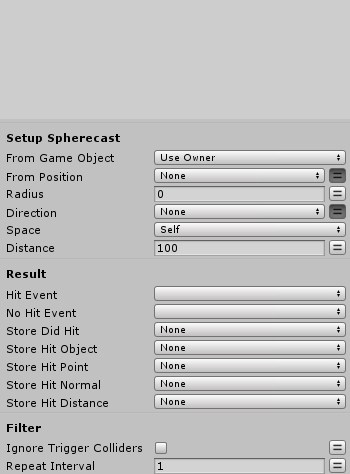 Setup Spherecast
From Game Object Use Owner
From Position None
Radius 0
Direction None
Space Self
Distance 100
Result
Hit Event
No Hit Event
Store Did Hit None
Store Hit Object None
Store Hit Point None
Store Hit Normal None
Store Hit Distance None
Filter
Ignore Trigger Colliders
Repeat Interval 1